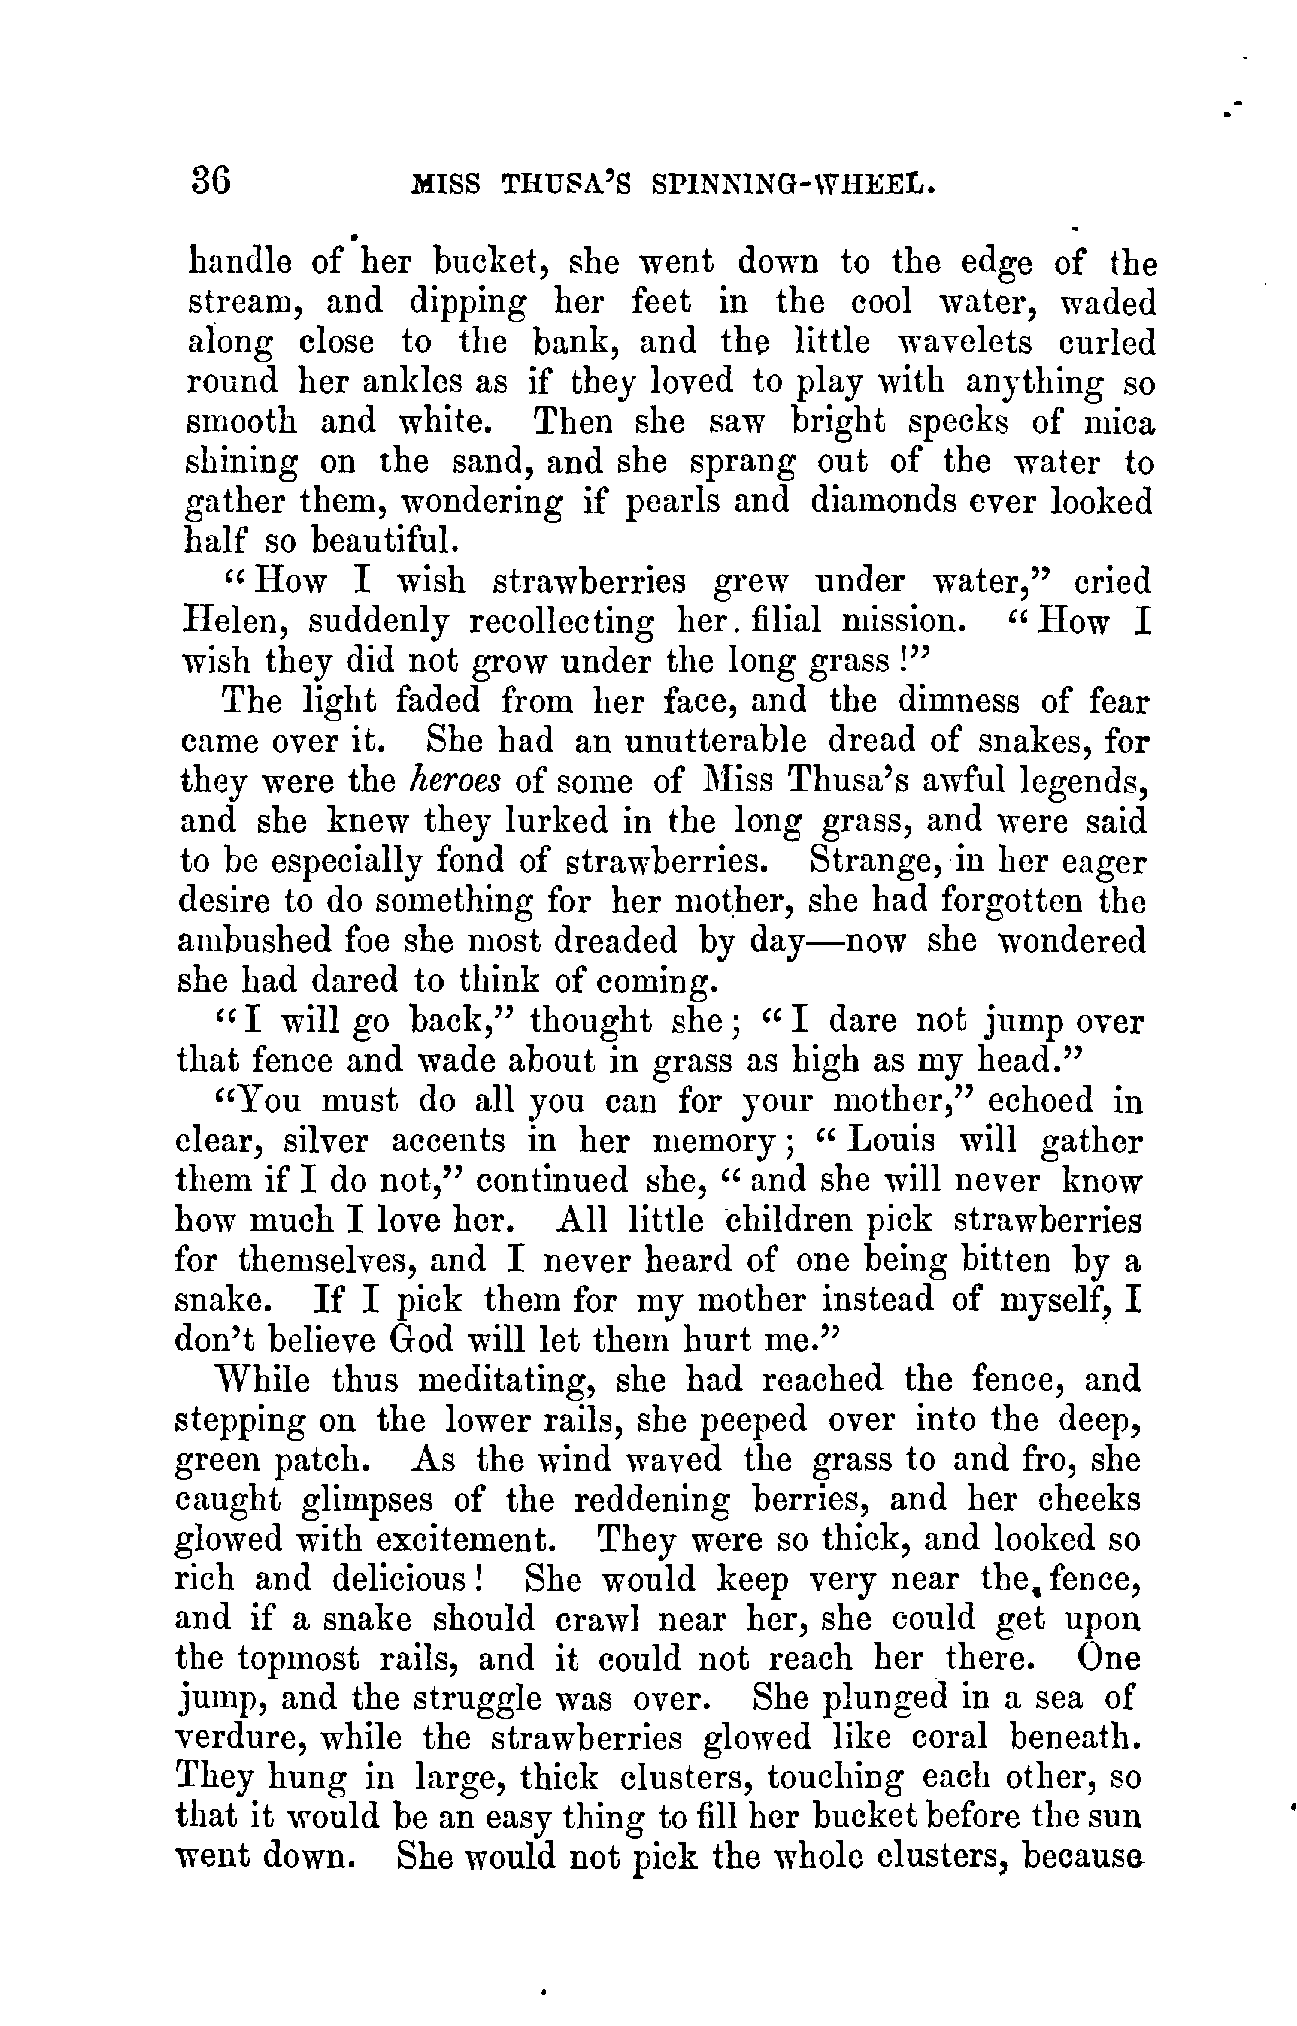 36 MISS THUSA'S SPINNING-WHEEL.
handle of her bucket, she went down to the edge of the
stream, and dipping her feet in the cool water, waded
along close to the bank, and the little wavelets curled
round her ankles as if they loved to play with anything so
smooth and white. Then she saw bright specks of mica
shining on the sand, and she sprang out of the water to
gather them, wondering if pearls and diamonds ever looked
half so beautiful.
"How I wish strawberries grew under water," cried
Helen, suddenly recollecting her filial mission. "How I
wish they did not grow under the long grass!"
The light faded from her face, and the dimness of fear
came over it. She had an unutterable dread of snakes, for
they were the heroes of some of Miss Thusa's awful legends,
and she knew they lurked in the long grass, and were said
to be especially fond of strawberries. Strange, in her eager
desire to do something for her mother, she had forgotten the
ambushed foe she most dreaded by day—now she wondered
she had dared to think of coming.
"I will go back," thought she; "I dare not jump over
that fence and wade about in grass as high as my head."
"You must do all you can for your mother," echoed in
clear, silver accents in her memory; "Louis will gather
them if I do not," continued she, "and she will never know
how much I love her. All little children pick strawberries
for themselves, and I never heard of one being bitten by a
snake. If I pick them for my mother instead of myself, I
don't believe God will let them hurt me."
While thus meditating, she had reached the fence, and
stepping on the lower rails, she peeped over into the deep,
green patch. As the wind waved the grass to and fro, she
caught glimpses of the reddening berries, and her cheeks
glowed with excitement. They were so thick, and looked so
rich and delicious! She would keep very near the fence,
and if a snake should crawl near her, she could get upon
the topmost rails, and it could not reach her there. One
jump, and the struggle was over. She plunged in a sea of
verdure, while the strawberries glowed like coral beneath.
They hung in large, thick clusters, touching each other, so
that it would be an easy thing to fill her bucket before the sun
went down. She would not pick the whole clusters, because